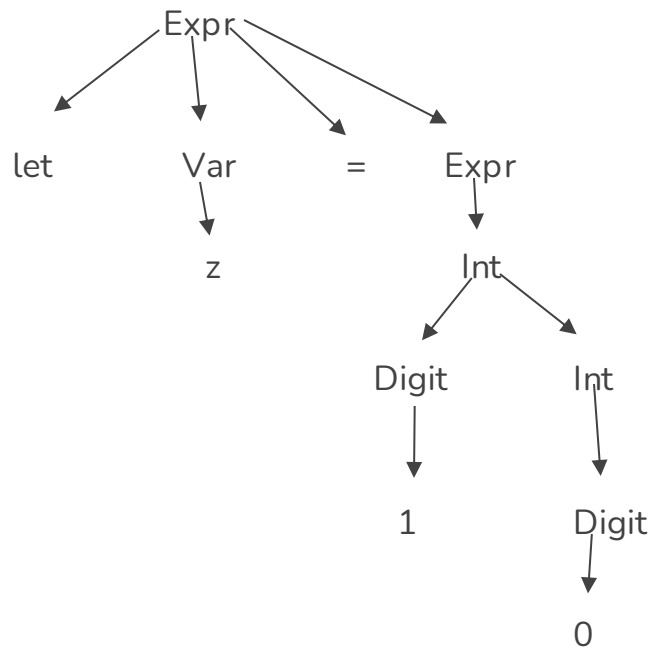 Expr
let Var = Expr
z Int
Digit Int
1 Digit
0